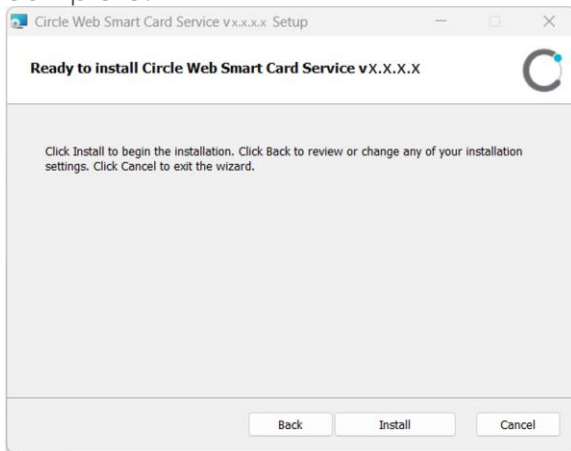 Circle Web Smart Card Service vx.x.x.x Setup
Ready to install Circle Web Smart Card Service vX.X.X.X
Click Install to begin the installation. Click Back to review or change any of your installation
settings. Click Cancel to exit the wizard.
Back Install Cancel